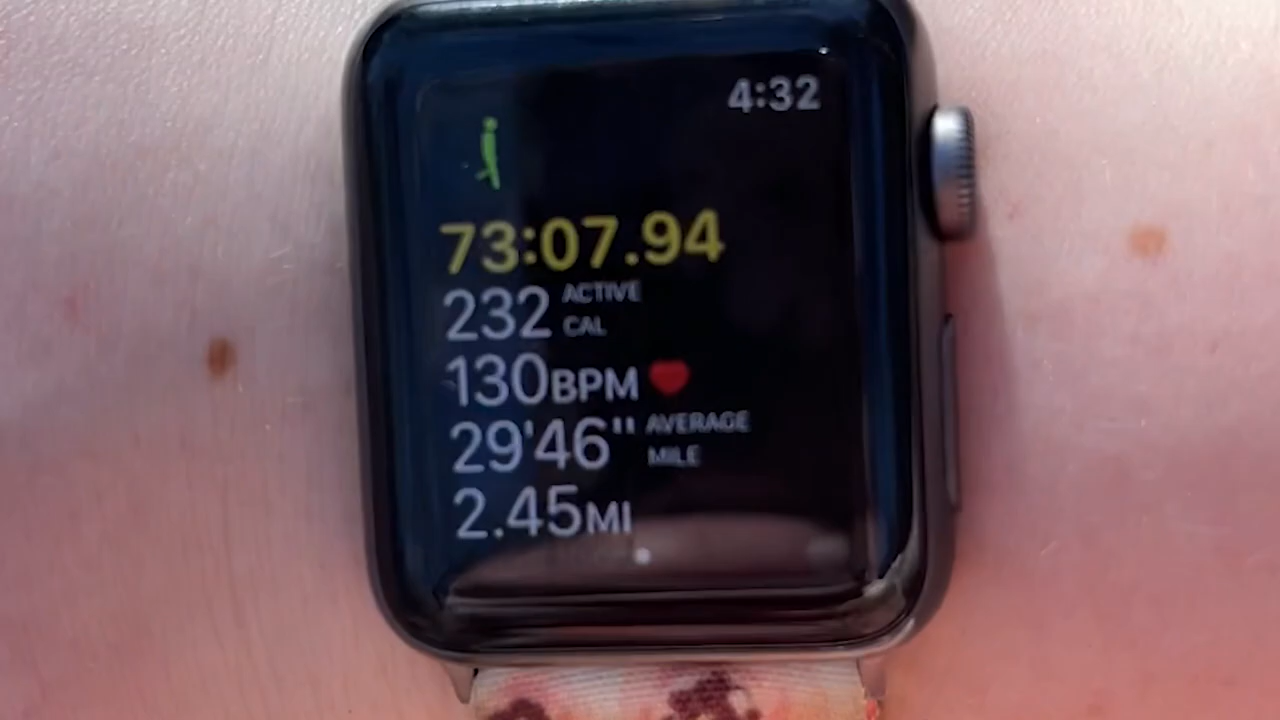 4:32
73:07.94
232 ACTIVE CAL
130BPM
29'46" AVERAGE MILE
2.45MI